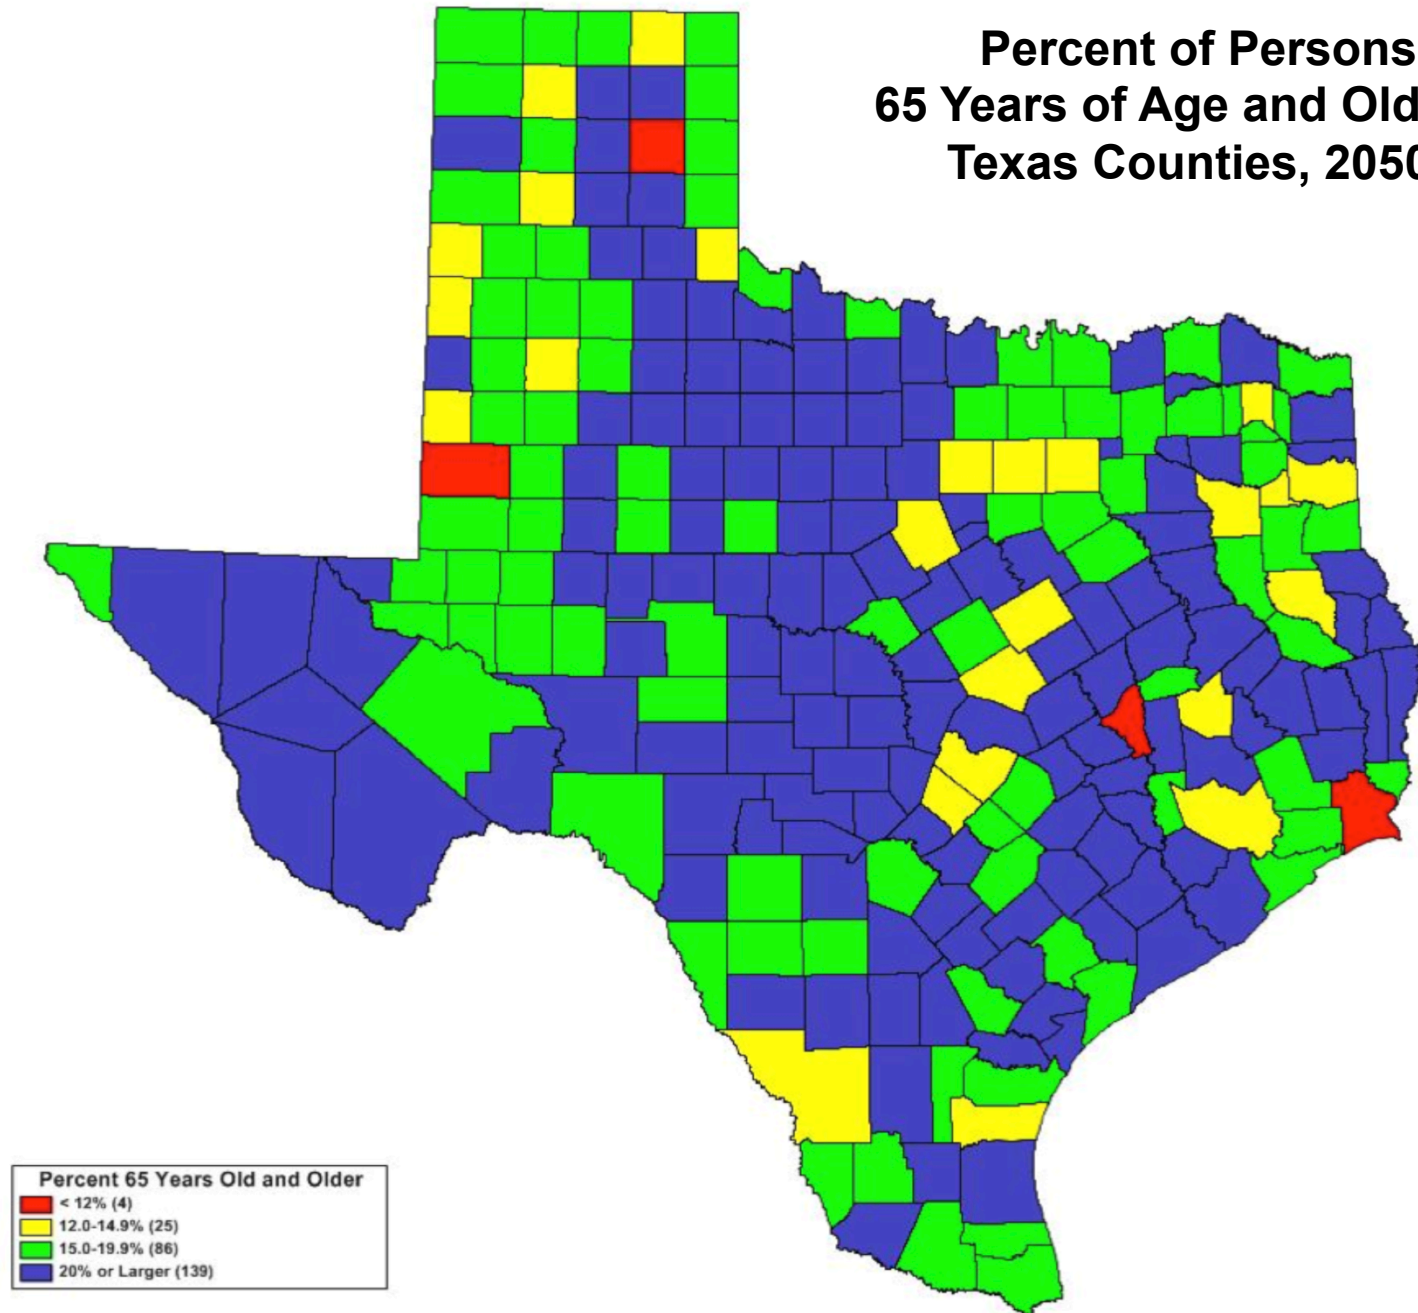 Percent of Persons
65 Years of Age and Old
Texas Counties, 2050
Percent 65 Years Old and Older
< 12% (4)
12.0-14.9% (25)
15.0-19.9% (86)
20% or Larger (139)